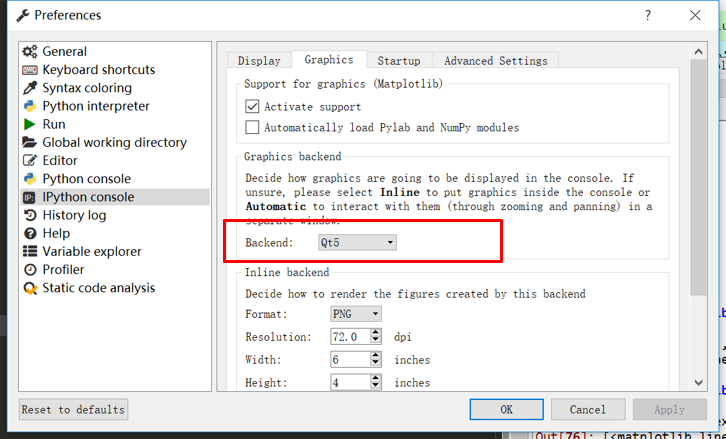 Preferences
General
Keyboard shortcuts
Syntax coloring
Python interpreter
Run
Global working directory
Editor
Python console
IPython console
History log
Help
Variable explorer
Profiler
Static code analysis
Display
Graphics
Startup
Advanced Settings
Support for graphics (Matplotlib)
Activate support
Automatically load Pylab and NumPy modules
Graphics backend
Decide how graphics are going to be displayed in the console. If
unsure, please select Inline to put graphics inside the console or
Automatic to interact with them (through zooming and panning) in a
separate window.
Backend: Qt5
Inline backend
Decide how to render the figures created by this backend
Format: PNG
Resolution: 72.0 dpi
Width: 6 inches
Height: 4 inches
Reset to defaults
OK
Cancel
Apply
Out[76]: [<matplotlib.line